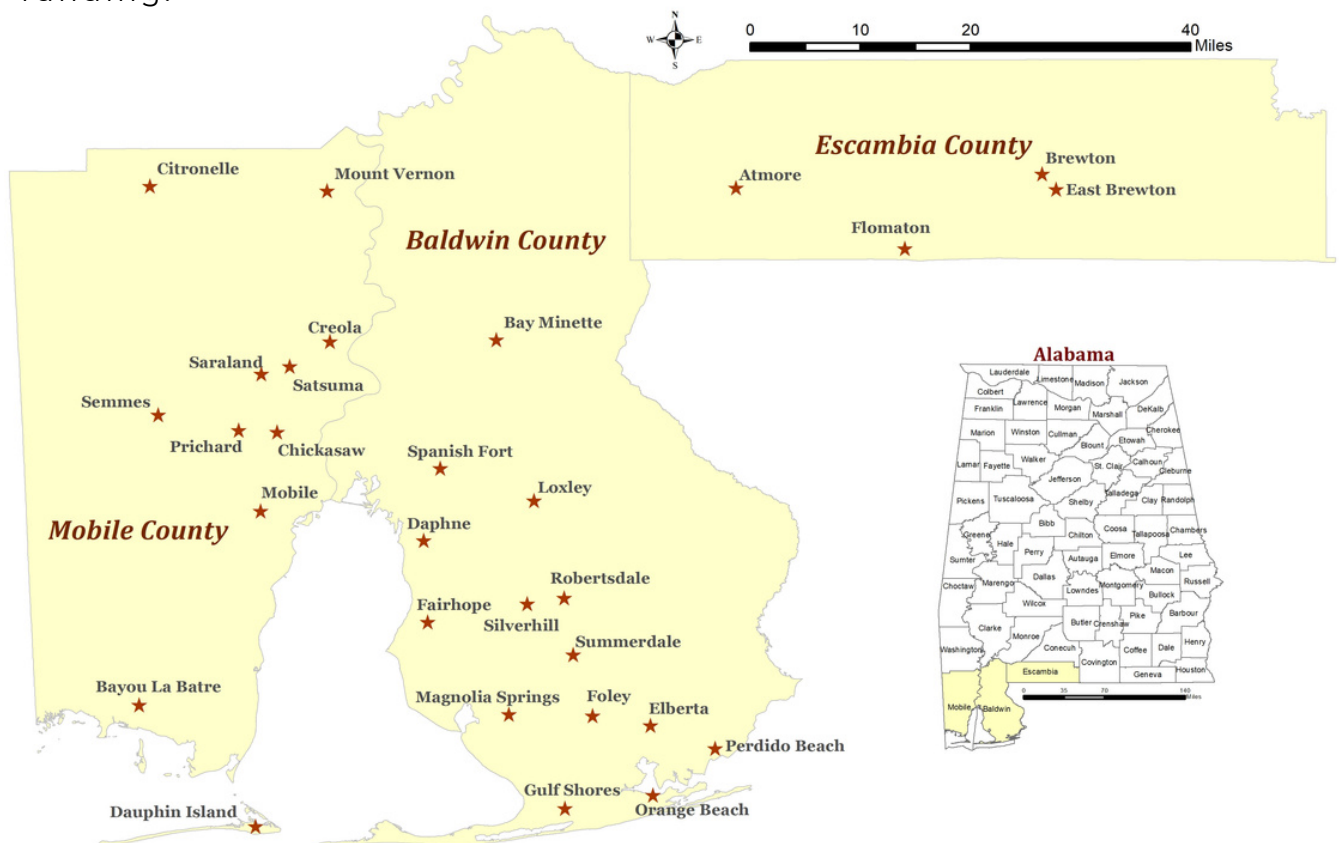 funding.
N
W
E
S
0
10
20
40
Miles
Escambia County
Citronelle
Mount Vernon
Atmore
Brewton
East Brewton
Flomaton
Baldwin County
Creola
Bay Minette
Saraland
Satsuma
Semmes
Prichard
Chickasaw
Spanish Fort
Mobile
Loxley
Mobile County
Daphne
Robertsdale
Fairhope
Silverhill
Summerdale
Bayou La Batre
Magnolia Springs
Foley
Elberta
Perdido Beach
Gulf Shores
Orange Beach
Dauphin Island
Alabama
Lauderdale
Limestone
Madison
Jackson
Colbert
Lawrence
Franklin
Morgan
Marshall
DeKalb
Marion
Winston
Cullman
Blount
Etowah
Cherokee
Lamar
Fayette
Walker
Jefferson
St. Clair
Calhoun
Cleburne
Pickens
Tuscaloosa
Shelby
Talladega
Clay
Randolph
Greene
Hale
Bibb
Chilton
Coosa
Tallapoosa
Chambers
Sumter
Perry
Autauga
Elmore
Lee
Choctaw
Marengo
Dallas
Lowndes
Montgomery
Macon
Russell
Bullock
Wilcox
Clarke
Monroe
Butler
Crenshaw
Pike
Barbour
Washington
Conecuh
Covington
Coffee
Dale
Henry
Geneva
Houston
Escambia
Mobile
Baldwin
0
35
70
140
Miles